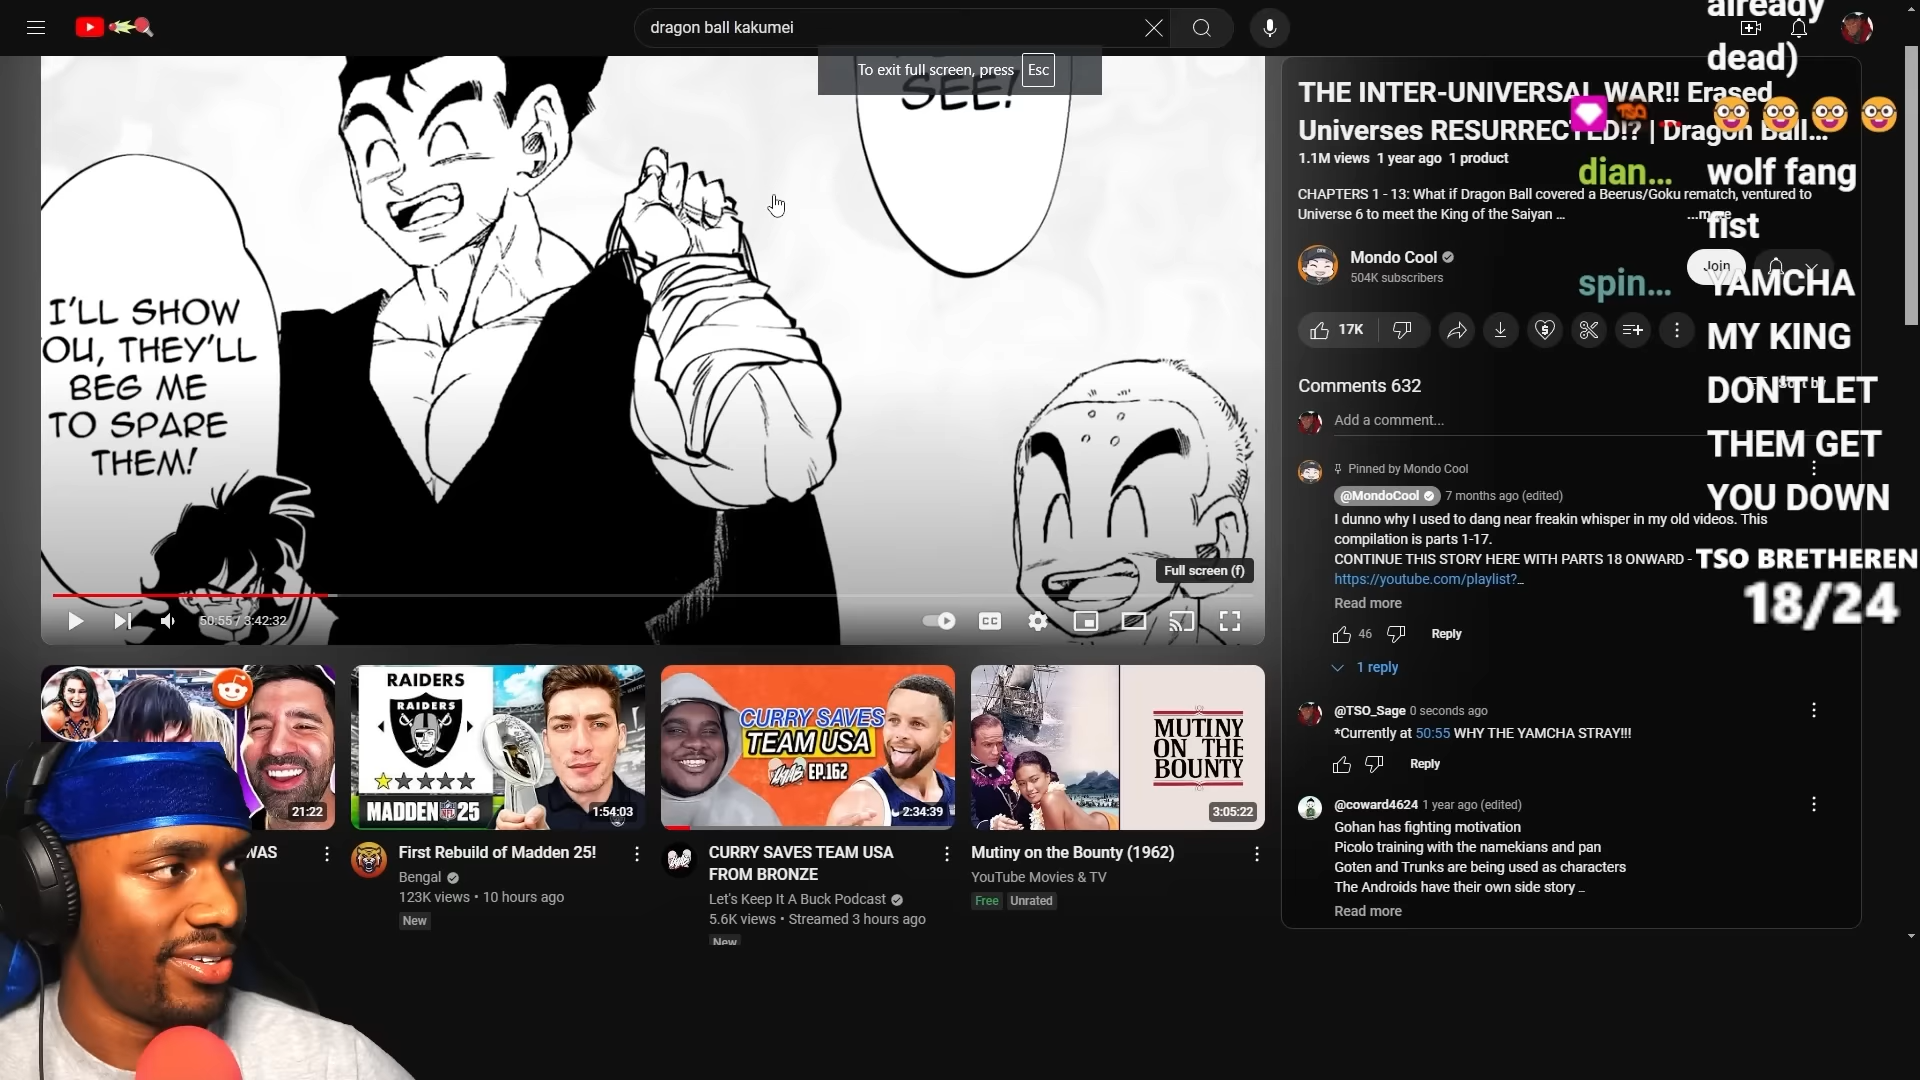 dragon ball kakumei
To exit full screen, press Esc
SEE!
I'LL SHOW
OU, THEY'LL
BEG ME
TO SPARE
THEM!
Full screen (f)
50:55 / 3:42:32
CC
THE INTER-UNIVERSAL WAR!! Erased
Universes RESURRECTED!? | Dragon Ball...
1.1M views 1 year ago 1 product
CHAPTERS 1 - 13: What if Dragon Ball covered a Beerus/Goku rematch, ventured to
Universe 6 to meet the King of the Saiyan ... ...more
Mondo Cool
504K subscribers
Join
17K
Comments 632
Sort by
Add a comment...
Pinned by Mondo Cool
@MondoCool 7 months ago (edited)
I dunno why I used to dang near freakin whisper in my old videos. This
compilation is parts 1-17.
CONTINUE THIS STORY HERE WITH PARTS 18 ONWARD -
https://youtube.com/playlist?...
Read more
46 Reply
1 reply
@TSO_Sage 0 seconds ago
*Currently at 50:55 WHY THE YAMCHA STRAY!!!
Reply
@coward4624 1 year ago (edited)
Gohan has fighting motivation
Picolo training with the namekians and pan
Goten and Trunks are being used as characters
The Androids have their own side story ...
Read more
already
dead)
TSO
dian... wolf fang
fist
spin... YAMCHA
MY KING
DON'T LET
THEM GET
YOU DOWN
TSO BRETHEREN
18/24
21:22
WAS
RAIDERS
RAIDERS
MADDEN NFL 25
1:54:03
First Rebuild of Madden 25!
Bengal
123K views • 10 hours ago
New
CURRY SAVES
TEAM USA
EP.162
2:34:39
CURRY SAVES TEAM USA
FROM BRONZE
Let's Keep It A Buck Podcast
5.6K views • Streamed 3 hours ago
New
MUTINY
ON THE
BOUNTY
3:05:22
Mutiny on the Bounty (1962)
YouTube Movies & TV
Free Unrated